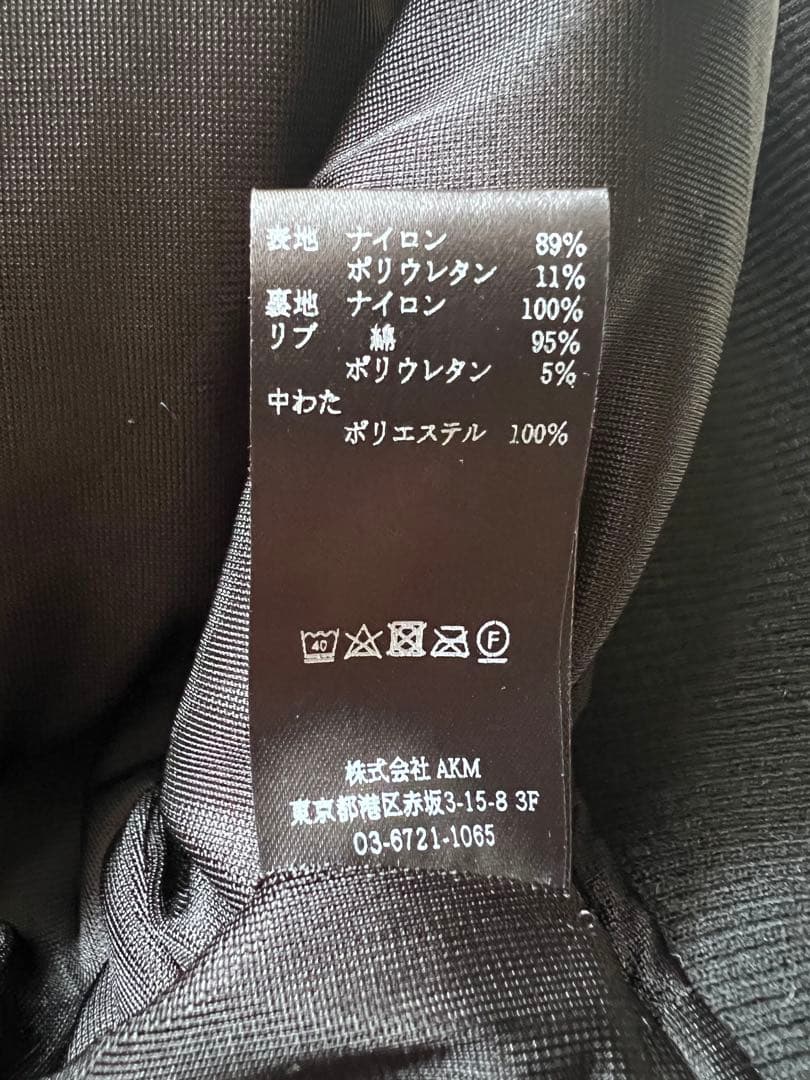 表地 ナイロン 89%
ポリウレタン 11%
裏地 ナイロン 100%
リブ 綿 95%
ポリウレタン 5%
中わた
ポリエステル 100%
40 F
株式会社 AKM
東京都港区赤坂3-15-8 3F
03-6721-1065